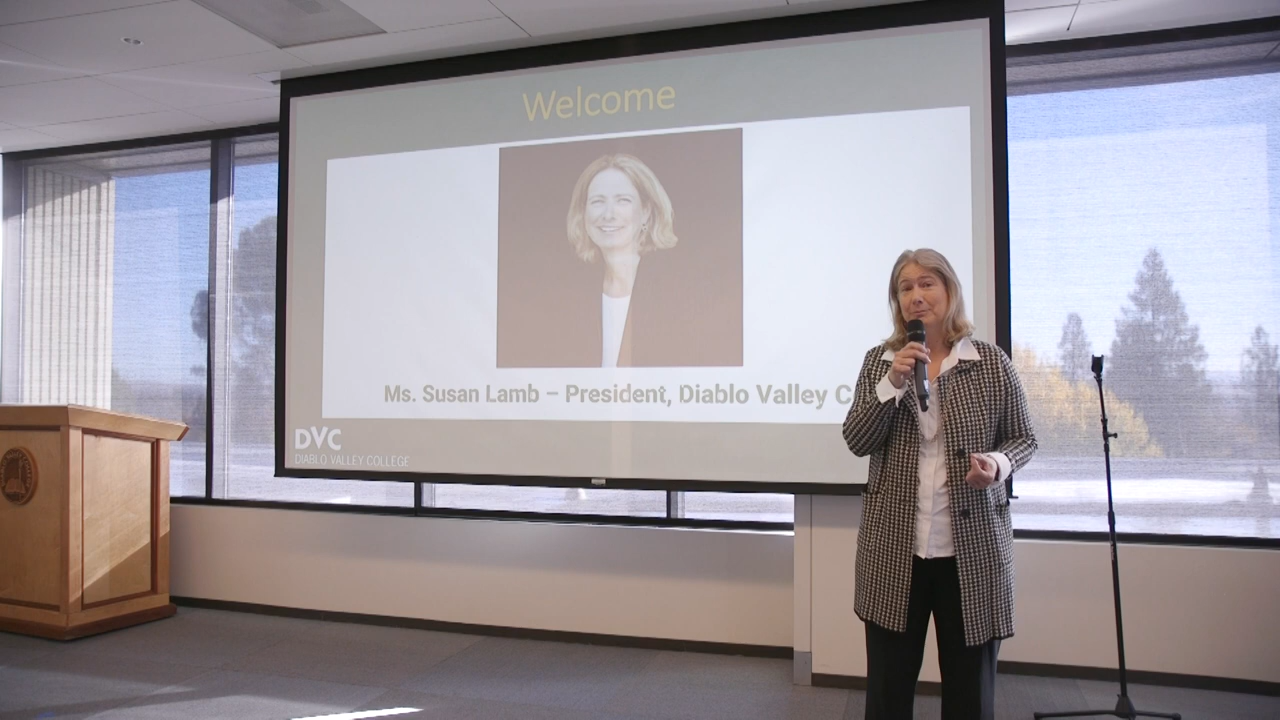 Welcome
Ms. Susan Lamb – President, Diablo Valley C
DVC
DIABLO VALLEY COLLEGE